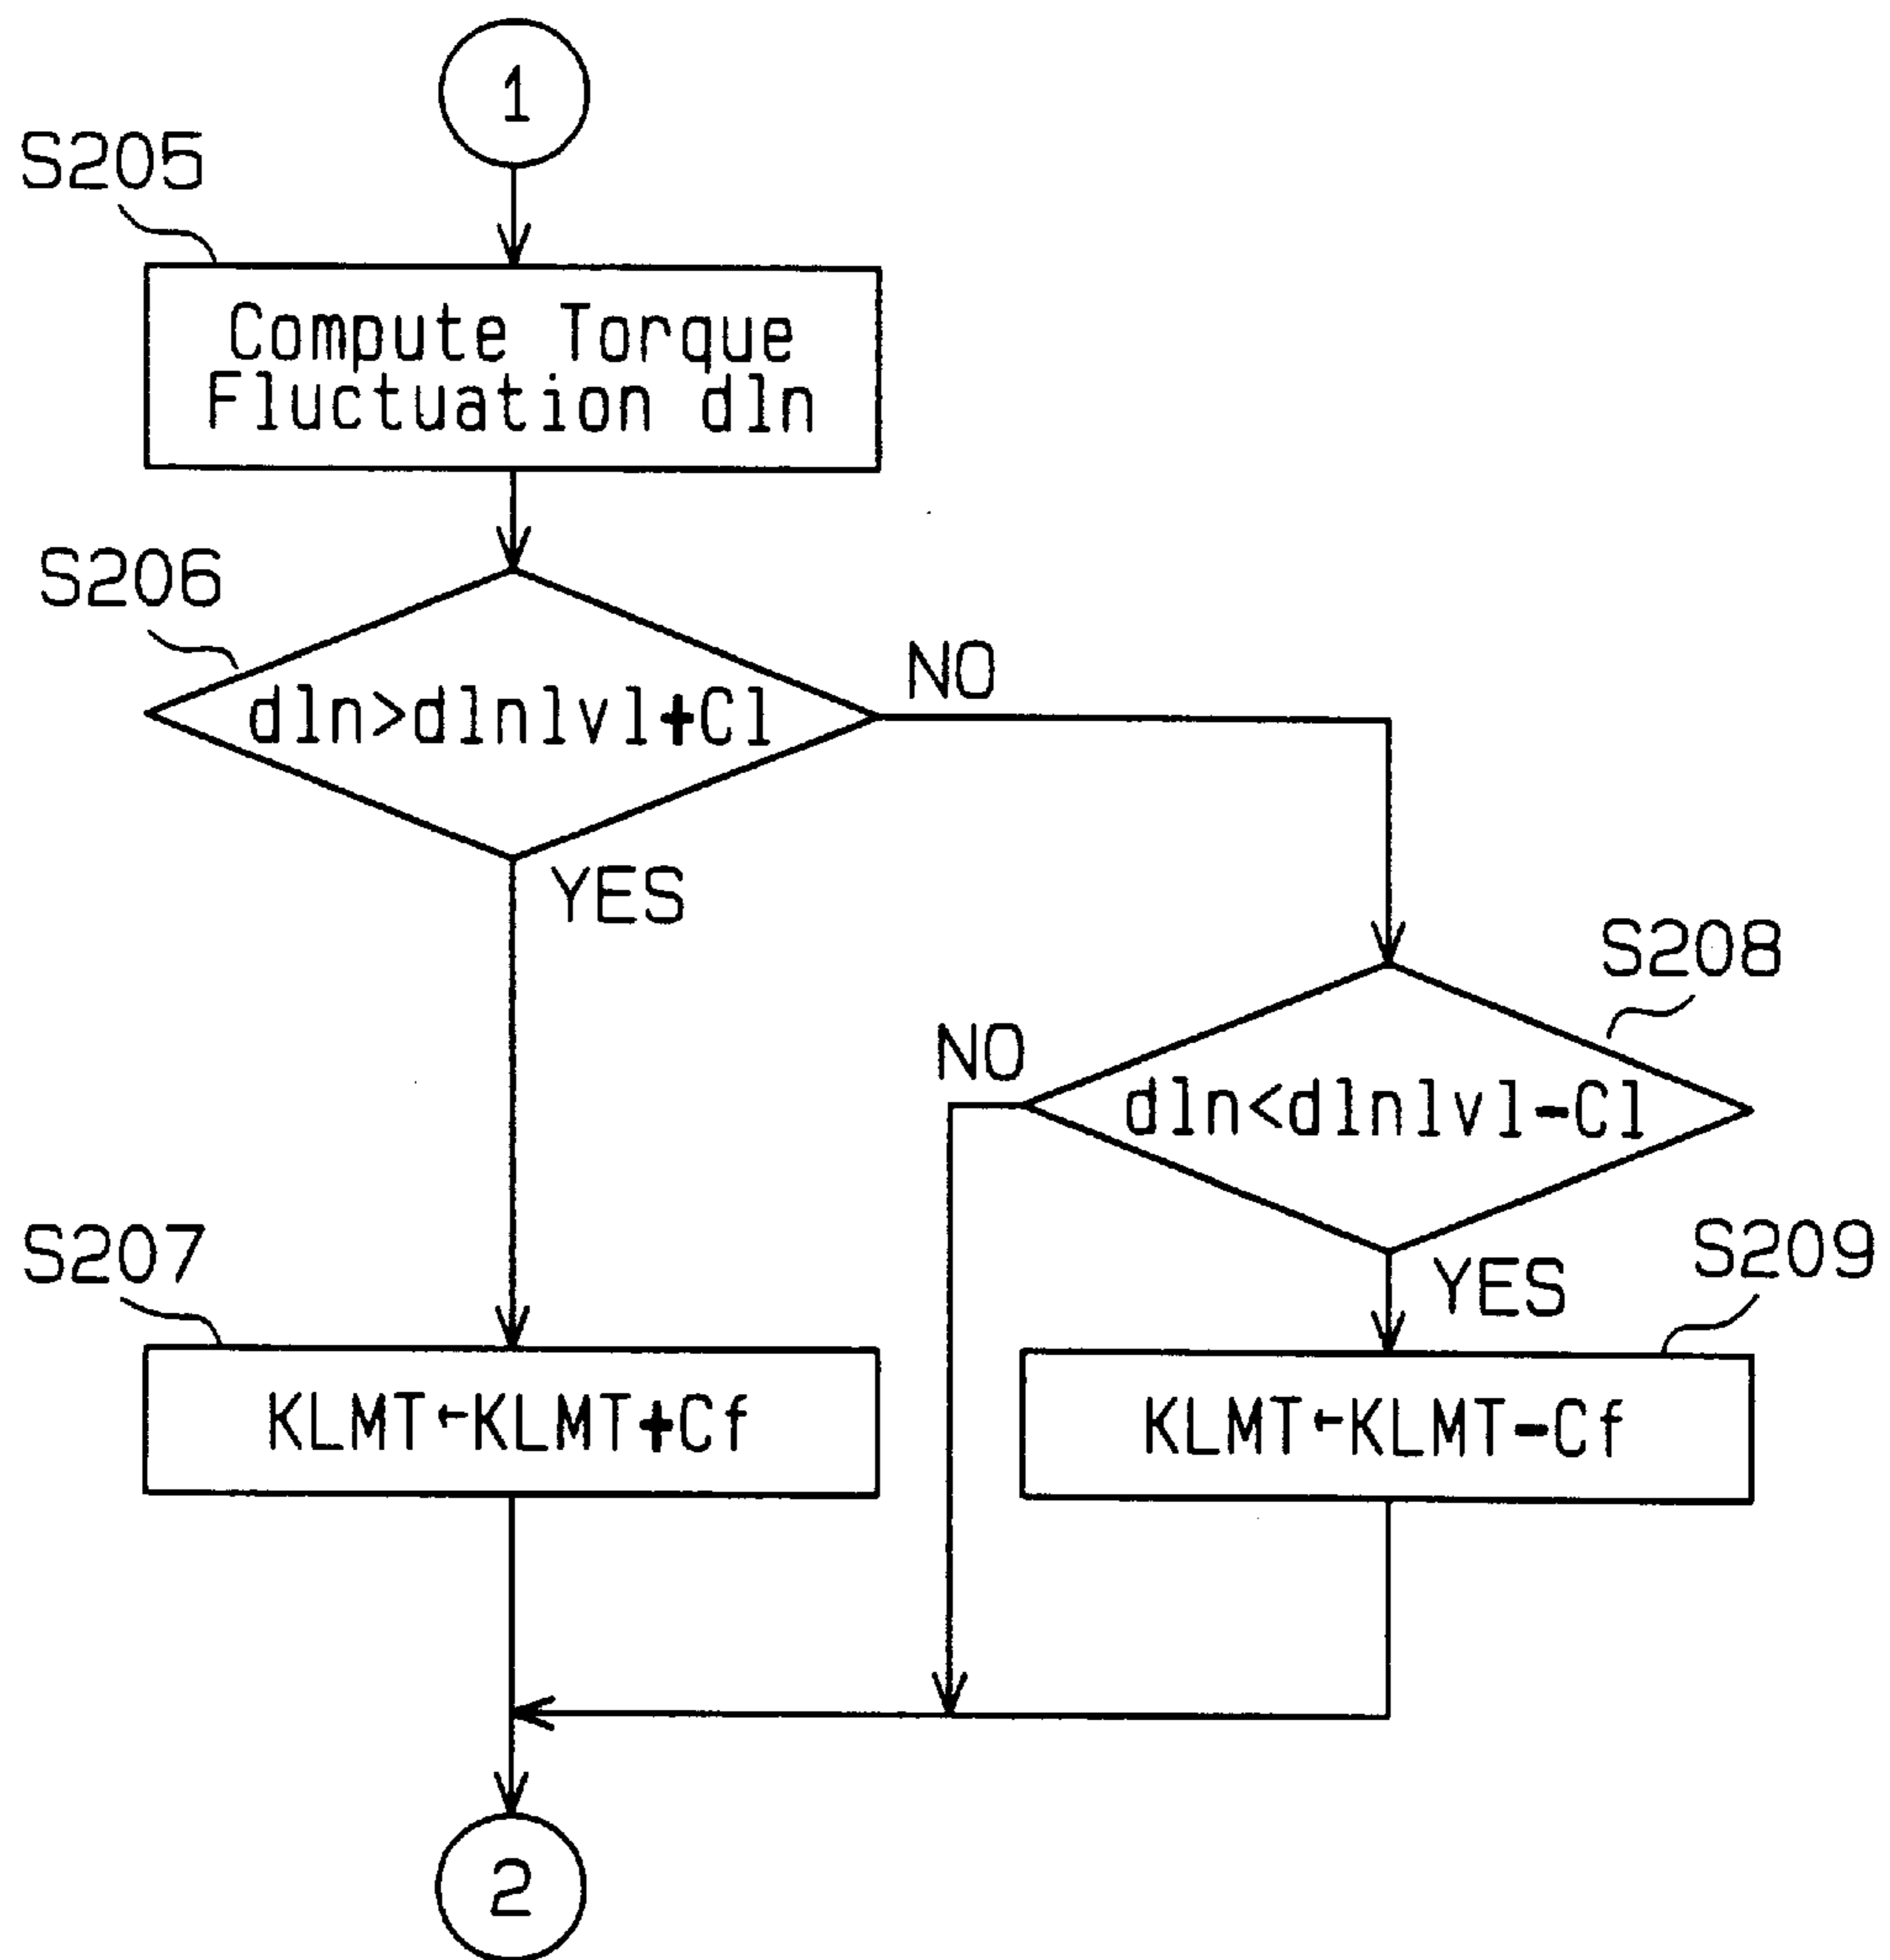 1
S205
Compute Torque
Fluctuation dln
S206
dln>dlnlvl+Cl
NO
YES
S208
NO
dln<dlnlvl-Cl
YES
S207
S209
KLMT←KLMT+Cf
KLMT←KLMT-Cf
2